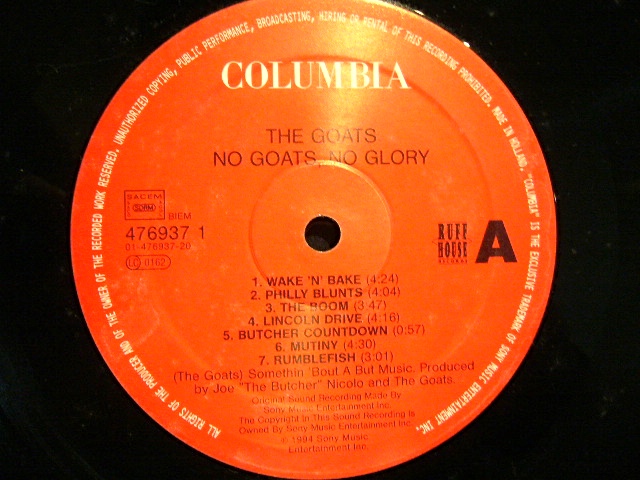 ALL RIGHTS OF THE PRODUCER AND OF THE OWNER OF THE RECORDED WORK RESERVED. UNAUTHORIZED COPYING, PUBLIC PERFORMANCE, BROADCASTING, HIRING OR RENTAL OF THIS RECORDING PROHIBITED. MADE IN HOLLAND. "COLUMBIA" IS THE EXCLUSIVE TRADEMARK OF SONY MUSIC ENTERTAINMENT INC.
COLUMBIA
THE GOATS
NO GOATS, NO GLORY
SACEM
SDRM
BIEM
476937 1
01-476937-20
LC 0162
RUFF
HOUSE
RECORDS
A
1. WAKE 'N' BAKE (4:24)
2. PHILLY BLUNTS (4:04)
3. THE BOOM (3:47)
4. LINCOLN DRIVE (4:16)
5. BUTCHER COUNTDOWN (0:57)
6. MUTINY (4:30)
7. RUMBLEFISH (3:01)
(The Goats) Somethin 'Bout A But Music. Produced
by Joe "The Butcher" Nicolo and The Goats.
Original Sound Recording Made By
Sony Music Entertainment Inc.
The Copyright In This Sound Recording is
Owned By Sony Music Entertainment Inc.
℗ 1994 Sony Music
Entertainment Inc.